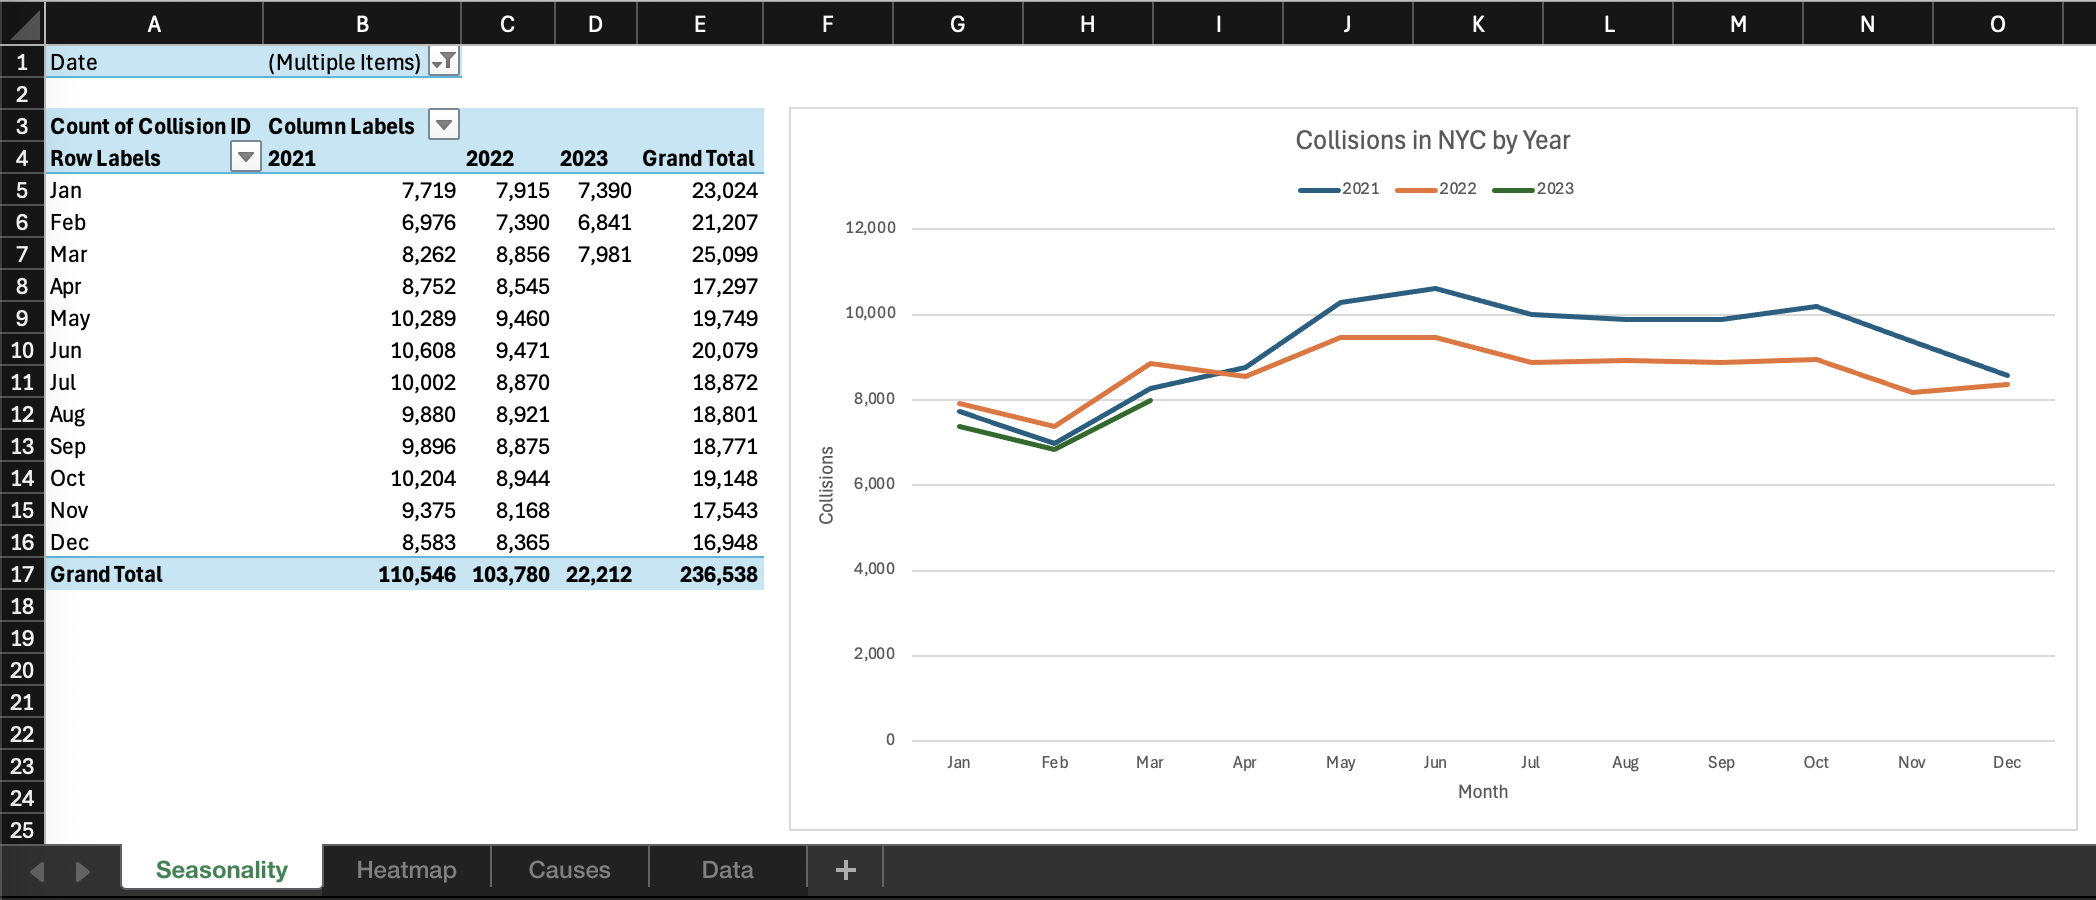 A B C D E F G H I J K L M N O
1 Date (Multiple Items)
2
3 Count of Collision ID Column Labels
4 Row Labels 2021 2022 2023 Grand Total
5 Jan 7,719 7,915 7,390 23,024
6 Feb 6,976 7,390 6,841 21,207
7 Mar 8,262 8,856 7,981 25,099
8 Apr 8,752 8,545 17,297
9 May 10,289 9,460 19,749
10 Jun 10,608 9,471 20,079
11 Jul 10,002 8,870 18,872
12 Aug 9,880 8,921 18,801
13 Sep 9,896 8,875 18,771
14 Oct 10,204 8,944 19,148
15 Nov 9,375 8,168 17,543
16 Dec 8,583 8,365 16,948
17 Grand Total 110,546 103,780 22,212 236,538
18
19
20
21
22
23
24
25
Collisions in NYC by Year
2021 2022 2023
12,000
10,000
8,000
6,000
4,000
2,000
0
Collisions
Jan Feb Mar Apr May Jun Jul Aug Sep Oct Nov Dec
Month
Seasonality Heatmap Causes Data +